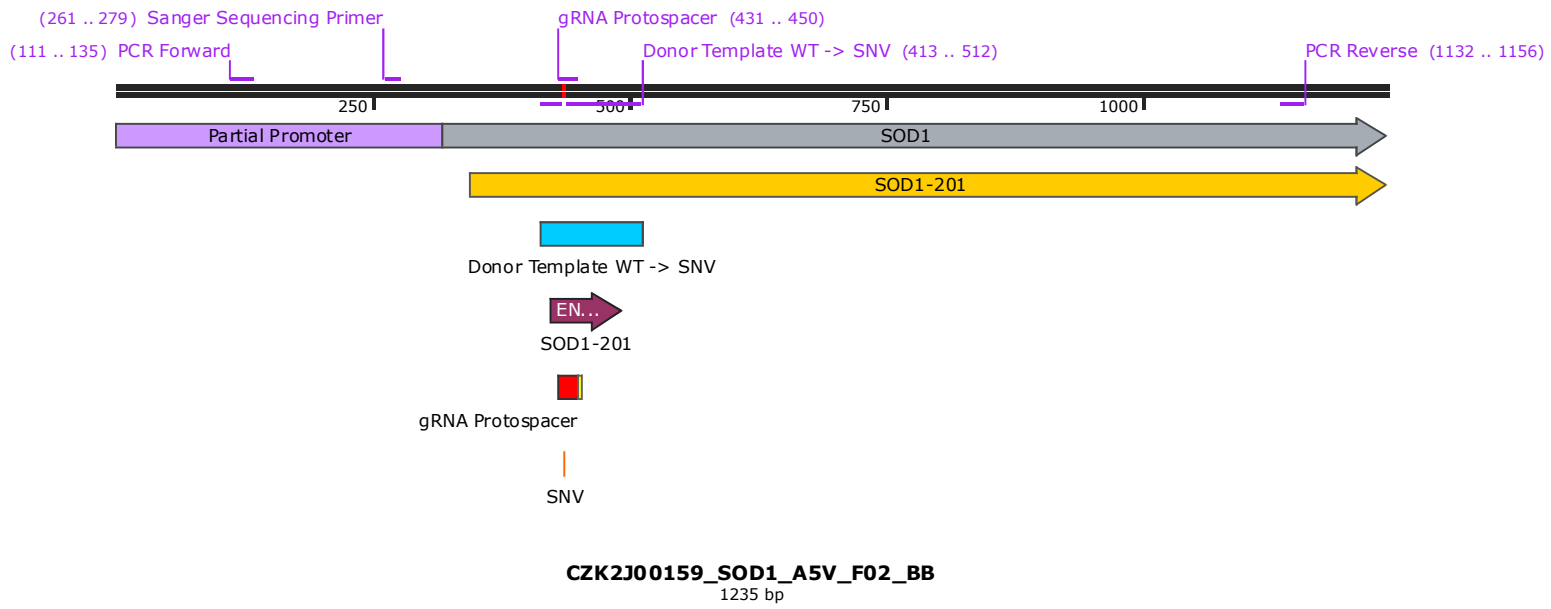 (261 .. 279) Sanger Sequencing Primer
gRNA Protospacer (431 .. 450)
(111 .. 135) PCR Forward
Donor Template WT -> SNV (413 .. 512)
PCR Reverse (1132 .. 1156)
250
500
750
1000
Partial Promoter
SOD1
SOD1-201
Donor Template WT -> SNV
EN...
SOD1-201
gRNA Protospacer
SNV
CZK2J00159_SOD1_A5V_F02_BB
1235 bp